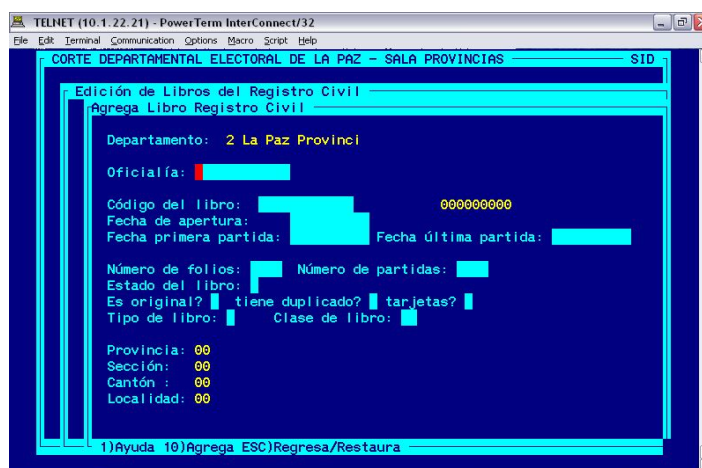 TELNET (10.1.22.21) - PowerTerm InterConnect/32
File Edit Terminal Communication Options Macro Script Help
CORTE DEPARTAMENTAL ELECTORAL DE LA PAZ - SALA PROVINCIAS SID
Edición de Libros del Registro Civil
Agrega Libro Registro Civil
Departamento: 2 La Paz Provinci
Oficialía:
Código del libro: 000000000
Fecha de apertura:
Fecha primera partida: Fecha última partida:
Número de folios: Número de partidas:
Estado del libro:
Es original? tiene duplicado? tarjetas?
Tipo de libro: Clase de libro:
Provincia: 00
Sección: 00
Cantón : 00
Localidad: 00
1)Ayuda 10)Agrega ESC)Regresa/Restaura